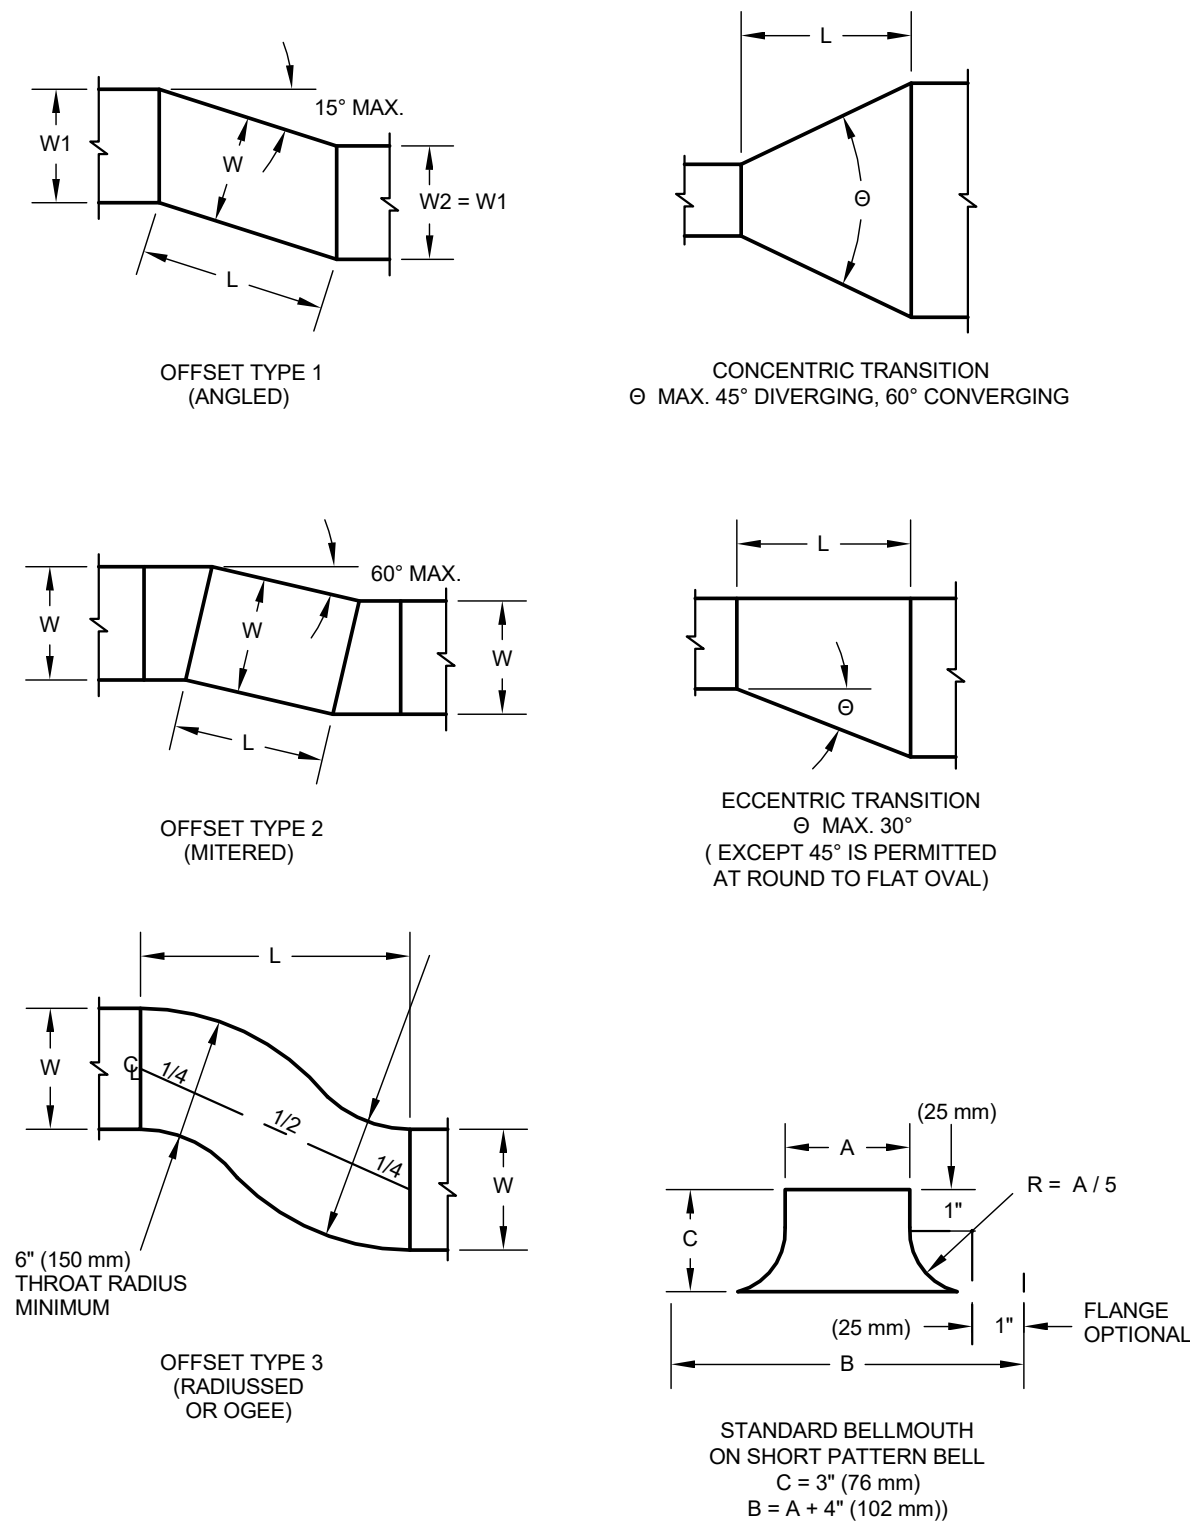 15° MAX.
W1
W
W2 = W1
L
OFFSET TYPE 1
(ANGLED)
L
Θ
CONCENTRIC TRANSITION
Θ MAX. 45° DIVERGING, 60° CONVERGING
60° MAX.
W
W
W
L
OFFSET TYPE 2
(MITERED)
L
Θ
ECCENTRIC TRANSITION
Θ MAX. 30°
( EXCEPT 45° IS PERMITTED
AT ROUND TO FLAT OVAL)
L
W
℄
1/4
1/2
1/4
W
6" (150 mm)
THROAT RADIUS
MINIMUM
OFFSET TYPE 3
(RADIUSSED
OR OGEE)
(25 mm)
A
R = A / 5
1"
C
(25 mm)
1"
FLANGE
OPTIONAL
B
STANDARD BELLMOUTH
ON SHORT PATTERN BELL
C = 3" (76 mm)
B = A + 4" (102 mm))